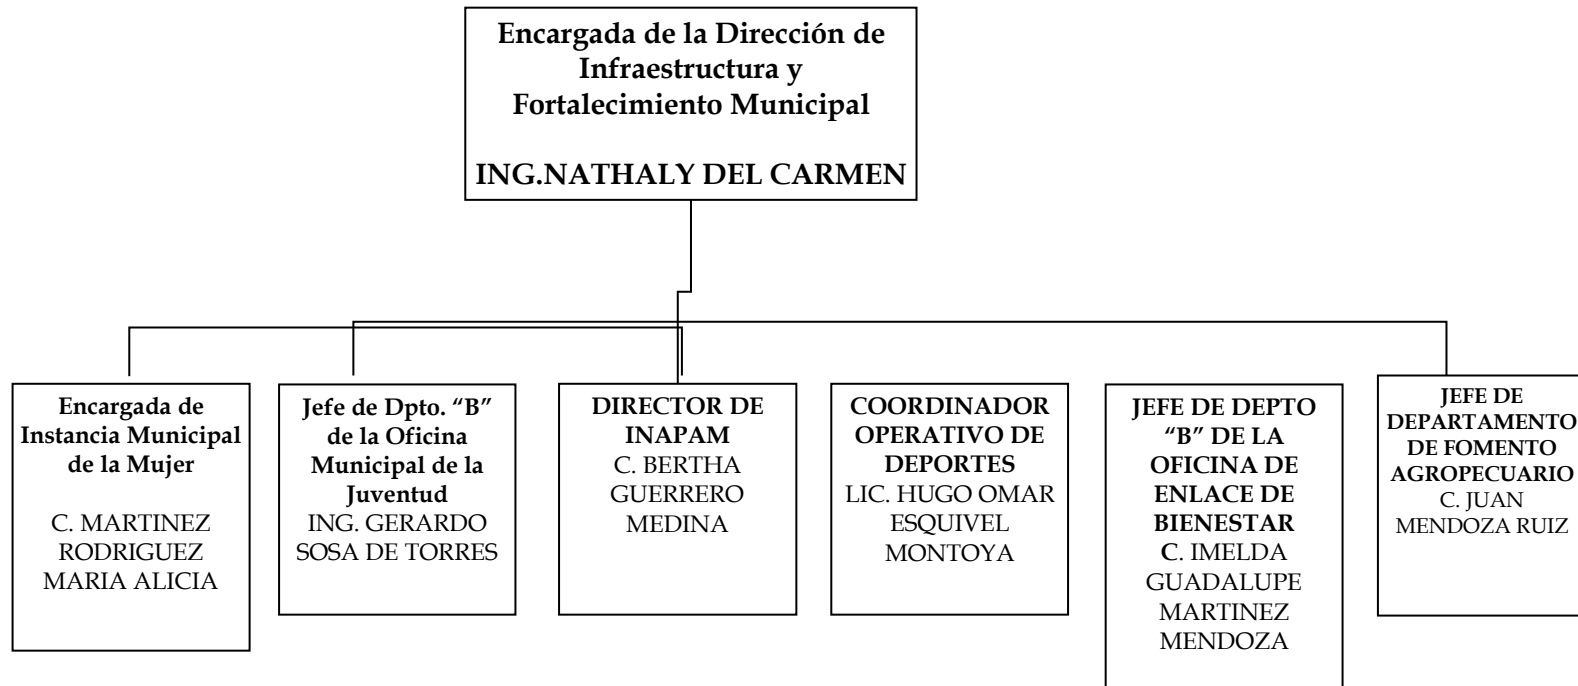 Encargada de la Dirección de
Infraestructura y
Fortalecimiento Municipal
ING.NATHALY DEL CARMEN
Encargada de
Instancia Municipal
de la Mujer
C. MARTINEZ
RODRIGUEZ
MARIA ALICIA
Jefe de Dpto. “B”
de la Oficina
Municipal de la
Juventud
ING. GERARDO
SOSA DE TORRES
DIRECTOR DE
INAPAM
C. BERTHA
GUERRERO
MEDINA
COORDINADOR
OPERATIVO DE
DEPORTES
LIC. HUGO OMAR
ESQUIVEL
MONTOYA
JEFE DE DEPTO
“B” DE LA
OFICINA DE
ENLACE DE
BIENESTAR
C. IMELDA
GUADALUPE
MARTINEZ
MENDOZA
JEFE DE
DEPARTAMENTO
DE FOMENTO
AGROPECUARIO
C. JUAN
MENDOZA RUIZ